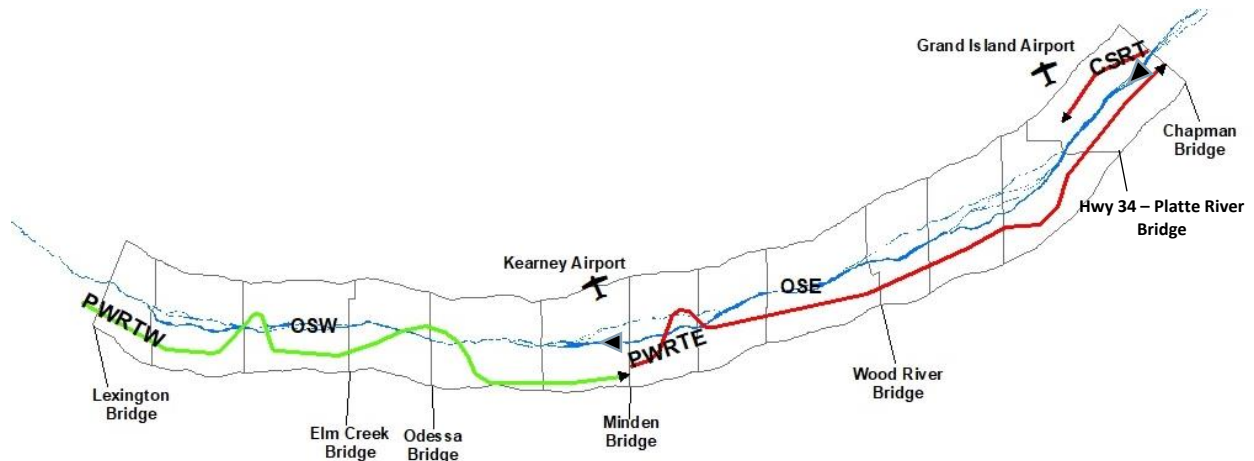 Grand Island Airport
CSRT
Chapman
Bridge
Hwy 34 – Platte River
Bridge
Kearney Airport
OSE
PWRTW
OSW
PWRTE
Wood River
Bridge
Lexington
Bridge
Elm Creek
Bridge
Odessa
Bridge
Minden
Bridge